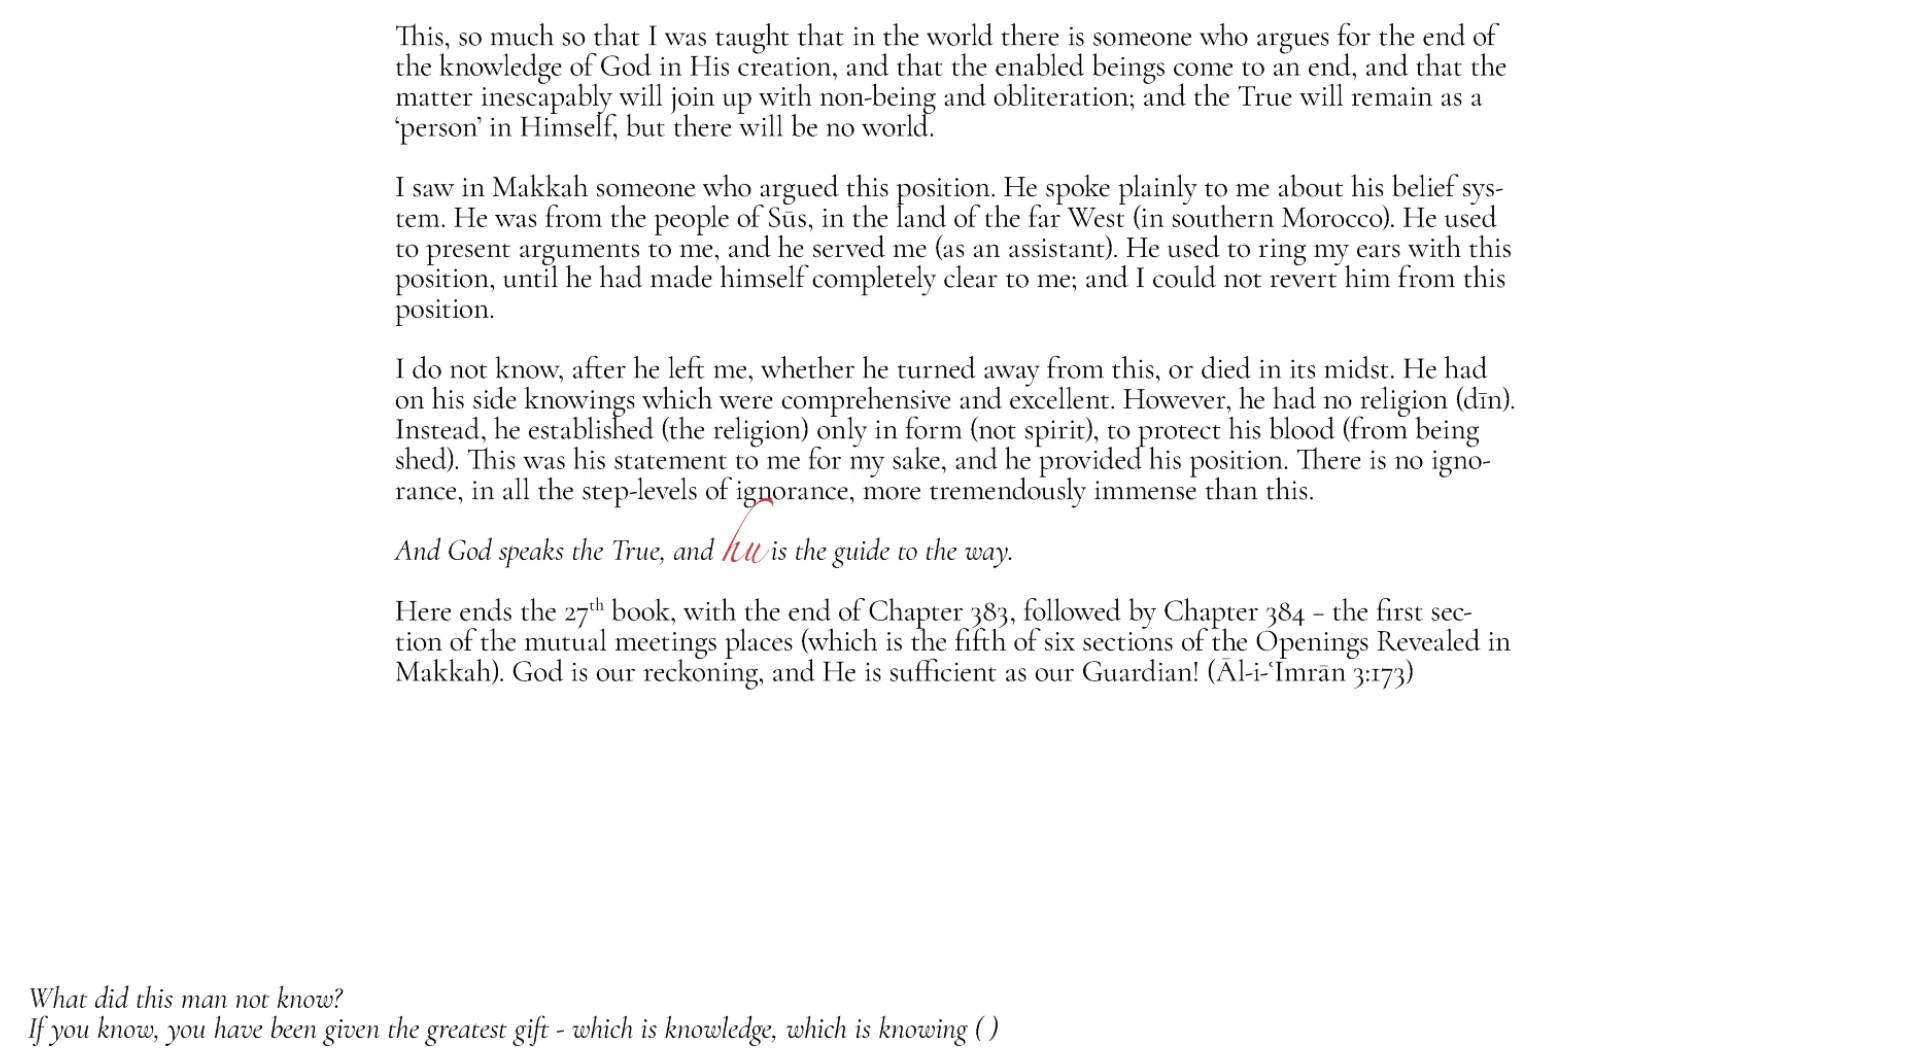 This, so much so that I was taught that in the world there is someone who argues for the end of
the knowledge of God in His creation, and that the enabled beings come to an end, and that the
matter inescapably will join up with non-being and obliteration; and the True will remain as a
‘person’ in Himself, but there will be no world.
I saw in Makkah someone who argued this position. He spoke plainly to me about his belief sys-
tem. He was from the people of Sūs, in the land of the far West (in southern Morocco). He used
to present arguments to me, and he served me (as an assistant). He used to ring my ears with this
position, until he had made himself completely clear to me; and I could not revert him from this
position.
I do not know, after he left me, whether he turned away from this, or died in its midst. He had
on his side knowings which were comprehensive and excellent. However, he had no religion (dīn).
Instead, he established (the religion) only in form (not spirit), to protect his blood (from being
shed). This was his statement to me for my sake, and he provided his position. There is no igno-
rance, in all the step-levels of ignorance, more tremendously immense than this.
And God speaks the True, and hu is the guide to the way.
Here ends the 27th book, with the end of Chapter 383, followed by Chapter 384 – the first sec-
tion of the mutual meetings places (which is the fifth of six sections of the Openings Revealed in
Makkah). God is our reckoning, and He is sufficient as our Guardian! (Āl-i-ʿImrān 3:173)
What did this man not know?
If you know, you have been given the greatest gift - which is knowledge, which is knowing ( )